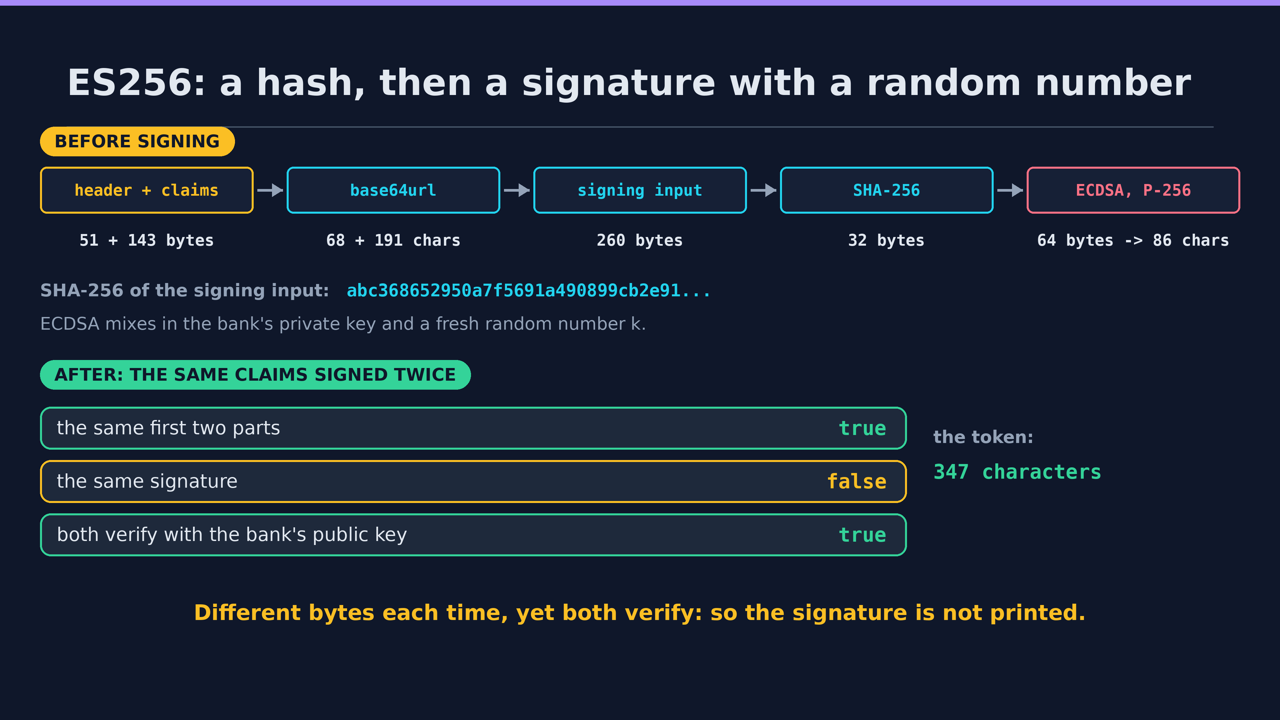 ES256: a hash, then a signature with a random number
BEFORE SIGNING
header + claims
base64url
signing input
SHA-256
ECDSA, P-256
51 + 143 bytes
68 + 191 chars
260 bytes
32 bytes
64 bytes -> 86 chars
SHA-256 of the signing input: abc368652950a7f5691a490899cb2e91...
ECDSA mixes in the bank's private key and a fresh random number k.
AFTER: THE SAME CLAIMS SIGNED TWICE
the same first two parts true
the same signature false
both verify with the bank's public key true
the token:
347 characters
Different bytes each time, yet both verify: so the signature is not printed.